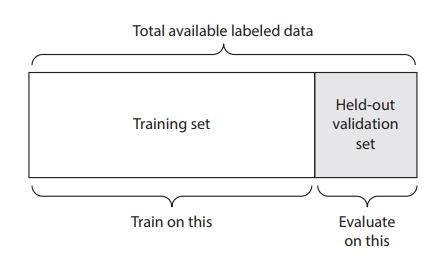 Total available labeled data
Training set
Held-out
validation
set
Train on this
Evaluate
on this